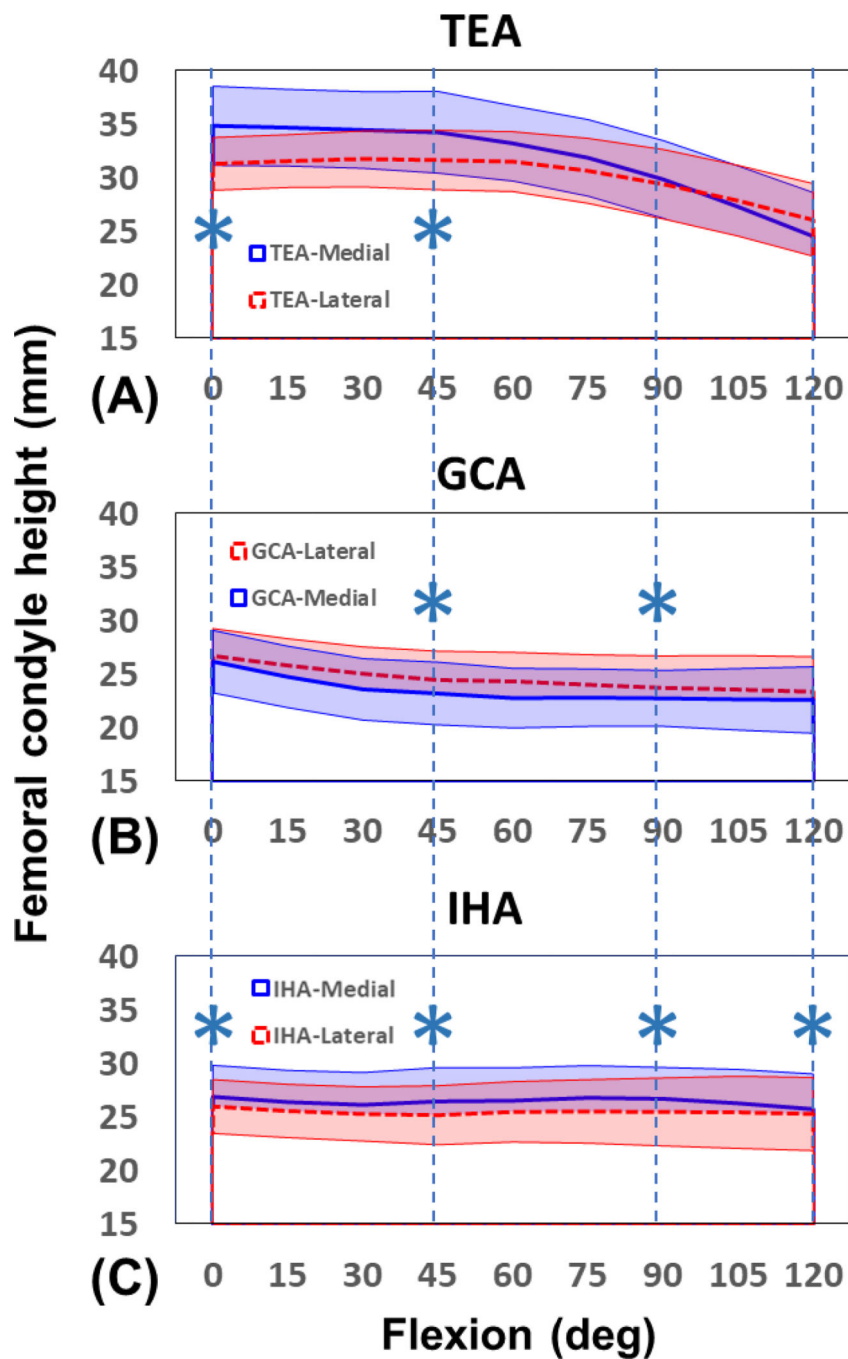 TEA
40
35
30
25
20
15
* *
TEA-Medial
TEA-Lateral
(A)
0 15 30 45 60 75 90 105 120
GCA
40
35
30
25
20
15
* *
GCA-Lateral
GCA-Medial
(B)
0 15 30 45 60 75 90 105 120
IHA
40
35
30
25
20
15
* * * *
IHA-Medial
IHA-Lateral
(C)
0 15 30 45 60 75 90 105 120
Flexion (deg)
Femoral condyle height (mm)